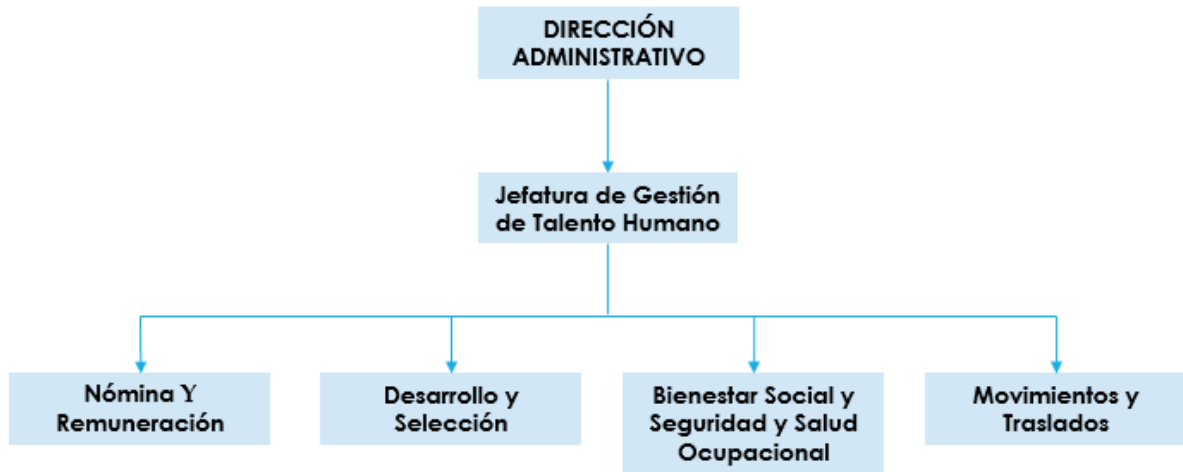 DIRECCIÓN
ADMINISTRATIVO
Jefatura de Gestión
de Talento Humano
Nómina Y
Remuneración
Desarrollo y
Selección
Bienestar Social y
Seguridad y Salud
Ocupacional
Movimientos y
Traslados